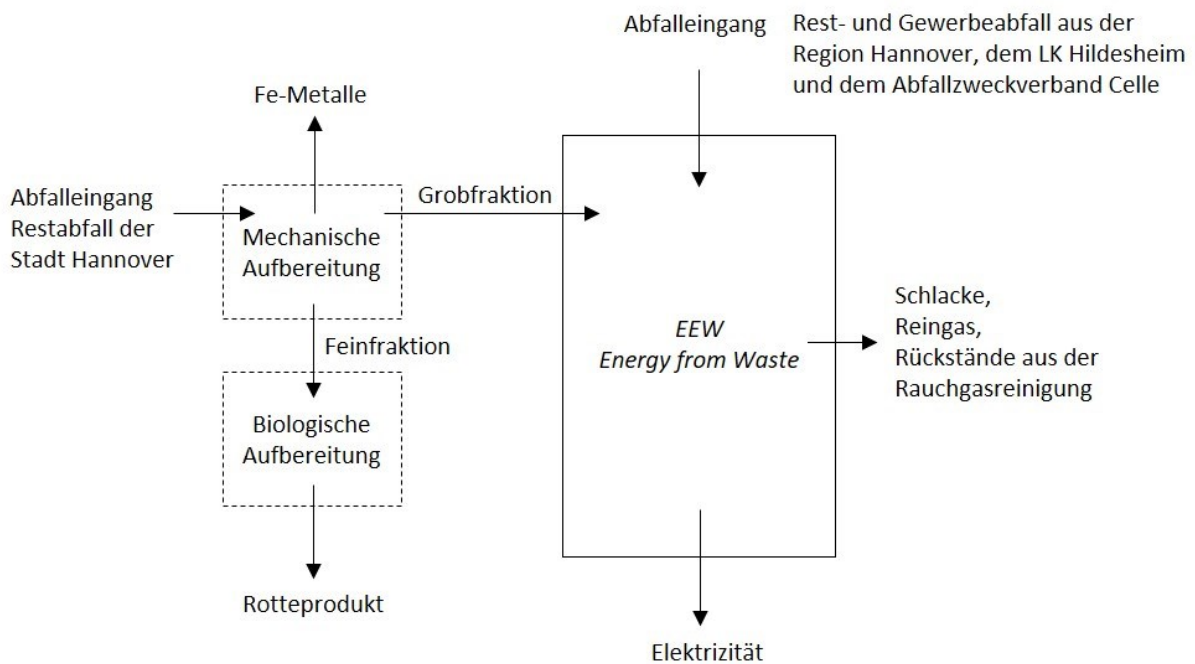 Abfalleingang
Rest- und Gewerbeabfall aus der
Region Hannover, dem LK Hildesheim
und dem Abfallzweckverband Celle
Fe-Metalle
Abfalleingang
Restabfall der
Stadt Hannover
Mechanische
Aufbereitung
Grobfraktion
Feinfraktion
Biologische
Aufbereitung
Rotteprodukt
EEW
Energy from Waste
Schlacke,
Reingas,
Rückstände aus der
Rauchgasreinigung
Elektrizität